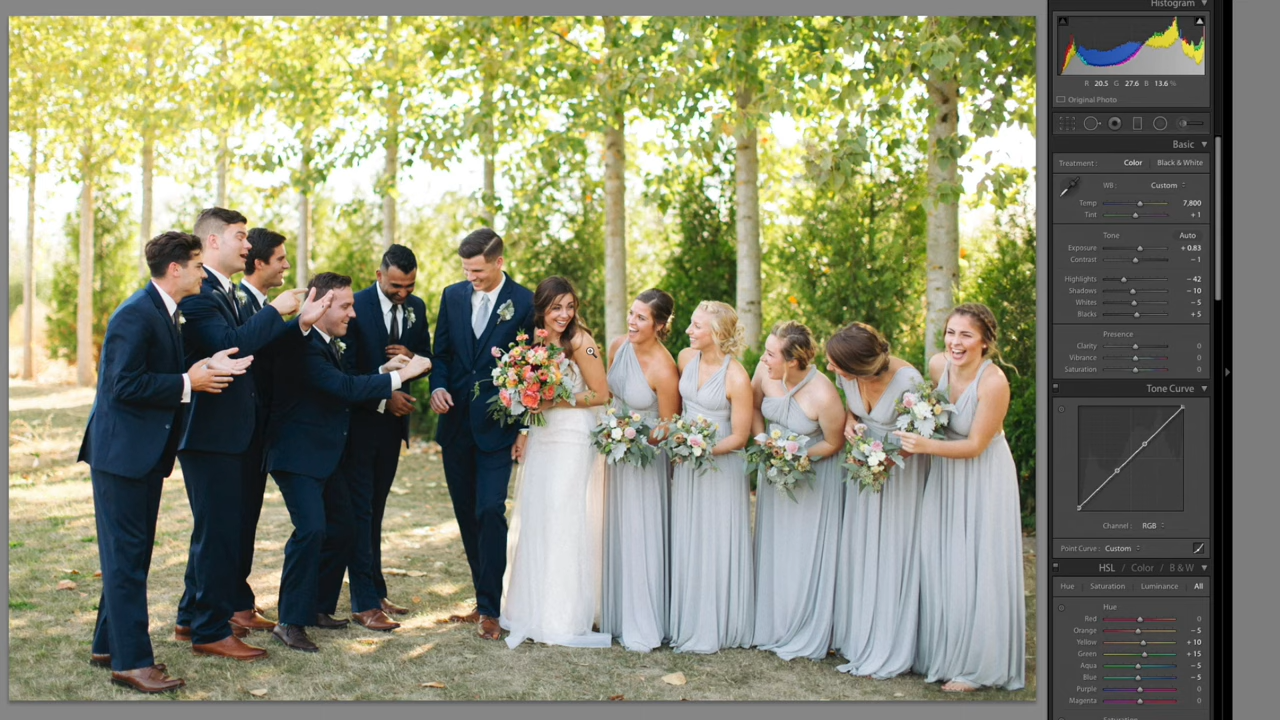 Histogram
R 20.5 G 27.6 B 13.6 %
Original Photo
Basic
Treatment: Color Black & White
WB: Custom
Temp 7,800
Tint +1
Tone Auto
Exposure +0.83
Contrast −1
Highlights −42
Shadows −10
Whites −5
Blacks +5
Presence
Clarity 0
Vibrance 0
Saturation 0
Tone Curve
Channel: RGB
Point Curve: Custom
HSL / Color / B & W
Hue Saturation Luminance All
Hue
Red 0
Orange −5
Yellow +10
Green +15
Aqua −5
Blue −5
Purple 0
Magenta 0